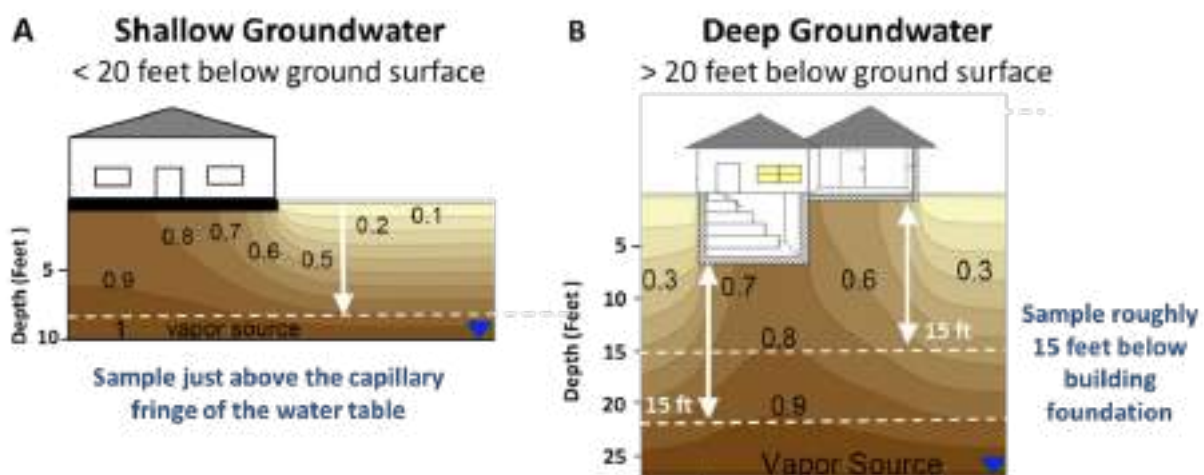 A
Shallow Groundwater
< 20 feet below ground surface
0.8
0.7
0.6
0.5
0.2
0.1
0.9
1
vapor source
Depth (Feet)
5
10
Sample just above the capillary
fringe of the water table
B
Deep Groundwater
> 20 feet below ground surface
Depth (Feet)
5
10
15
20
25
0.3
0.7
0.6
0.3
0.8
15 ft
15 ft
0.9
Vapor Source
Sample roughly
15 feet below
building
foundation